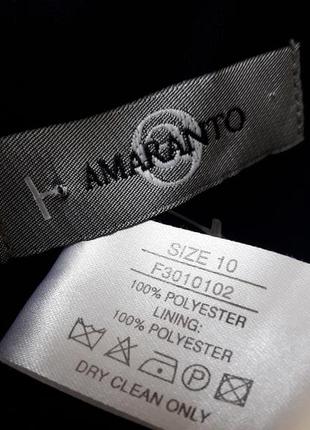 AMARANTO
SIZE 10
F3010102
100% POLYESTER
LINING:
100% POLYESTER
P
DRY CLEAN ONLY